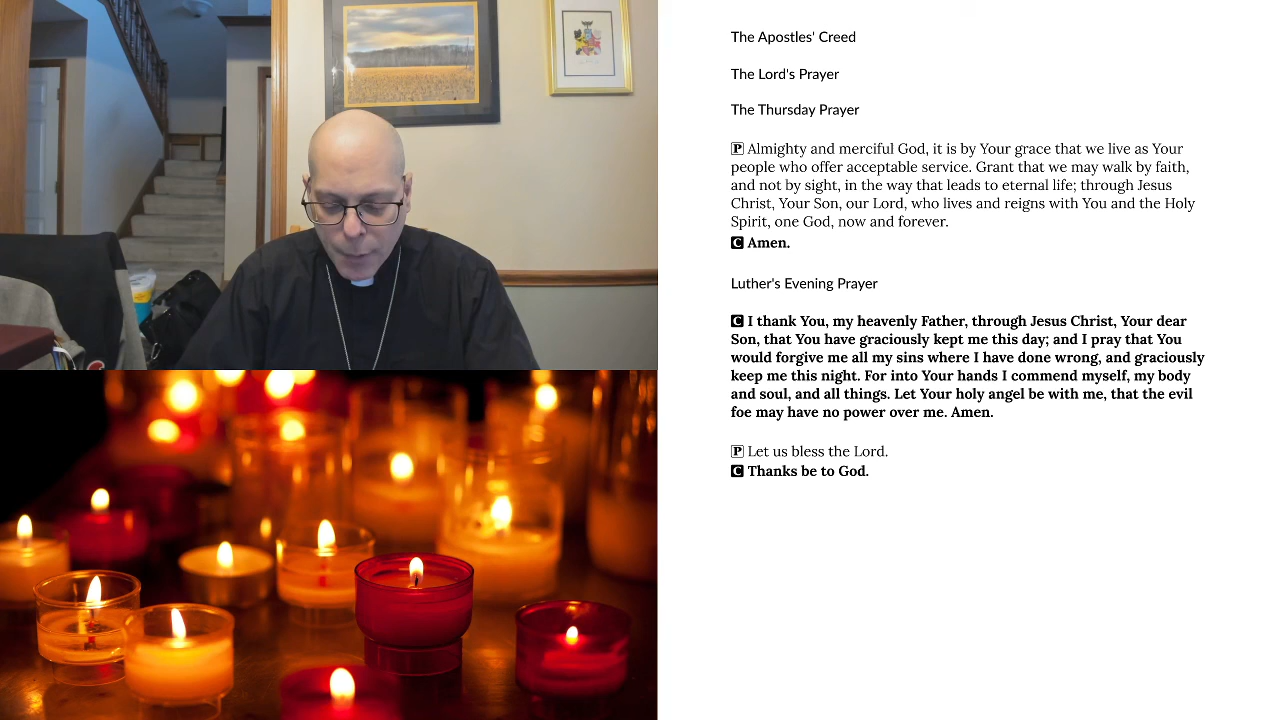 The Apostles' Creed
The Lord's Prayer
The Thursday Prayer
P Almighty and merciful God, it is by Your grace that we live as Your
people who offer acceptable service. Grant that we may walk by faith,
and not by sight, in the way that leads to eternal life; through Jesus
Christ, Your Son, our Lord, who lives and reigns with You and the Holy
Spirit, one God, now and forever.
C Amen.
Luther's Evening Prayer
C I thank You, my heavenly Father, through Jesus Christ, Your dear
Son, that You have graciously kept me this day; and I pray that You
would forgive me all my sins where I have done wrong, and graciously
keep me this night. For into Your hands I commend myself, my body
and soul, and all things. Let Your holy angel be with me, that the evil
foe may have no power over me. Amen.
P Let us bless the Lord.
C Thanks be to God.